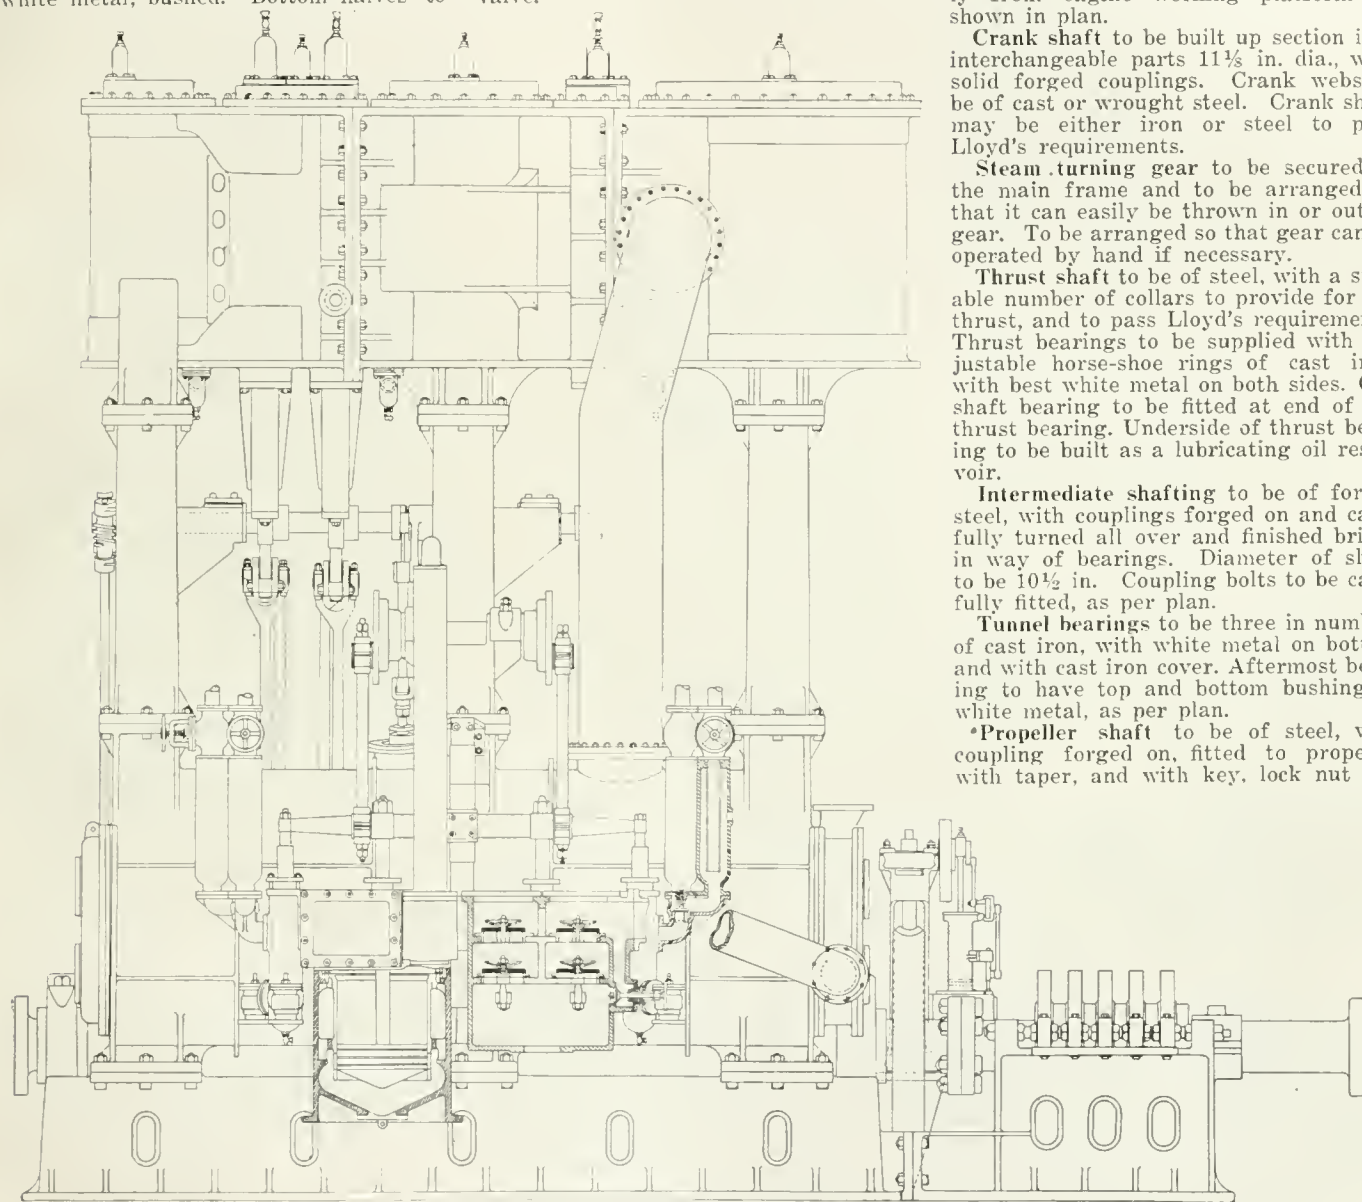 white metal, bushed. Bottom halves to valve.
ly from engine working platform
shown in plan.
Crank shaft to be built up section i
interchangeable parts 11⅛ in. dia., w
solid forged couplings. Crank webs
be of cast or wrought steel. Crank sh
may be either iron or steel to p
Lloyd's requirements.
Steam .turning gear to be secured
the main frame and to be arranged
that it can easily be thrown in or out
gear. To be arranged so that gear can
operated by hand if necessary.
Thrust shaft to be of steel, with a s
able number of collars to provide for
thrust, and to pass Lloyd's requireme
Thrust bearings to be supplied with
justable horse-shoe rings of cast i
with best white metal on both sides.
shaft bearing to be fitted at end of
thrust bearing. Underside of thrust be
ing to be built as a lubricating oil res
voir.
Intermediate shafting to be of for
steel, with couplings forged on and ca
fully turned all over and finished bri
in way of bearings. Diameter of s
to be 10½ in. Coupling bolts to be ca
fully fitted, as per plan.
Tunnel bearings to be three in num
of cast iron, with white metal on bott
and with cast iron cover. Aftermost be
ing to have top and bottom bushing
white metal, as per plan.
•Propeller shaft to be of steel, v
coupling forged on, fitted to prope
with taper, and with key, lock nut